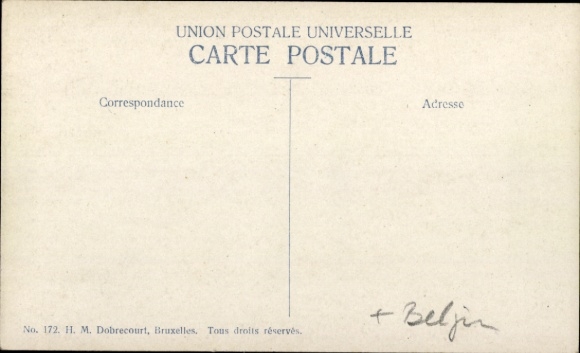 UNION POSTALE UNIVERSELLE
CARTE POSTALE
Correspondance
Adresse
+ Belgien
No. 172. H. M. Dobrecourt, Bruxelles. Tous droits réservés.